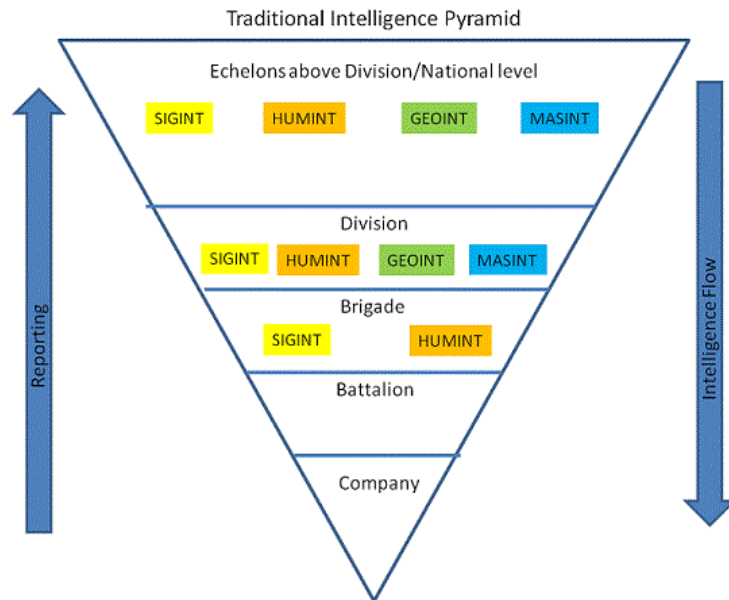 Traditional Intelligence Pyramid
Echelons above Division/National level
SIGINT HUMINT GEOINT MASINT
Division
SIGINT HUMINT GEOINT MASINT
Brigade
SIGINT HUMINT
Battalion
Company
Reporting
Intelligence Flow